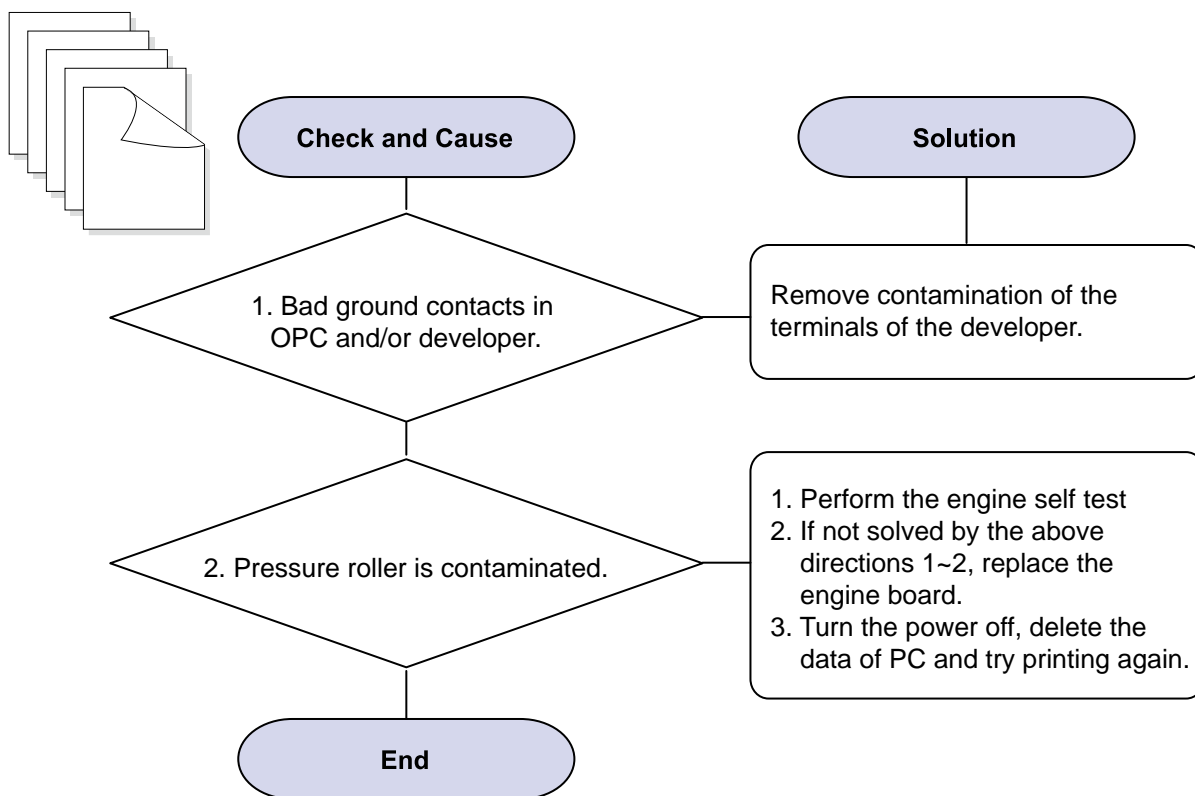 Check and Cause
Solution
1. Bad ground contacts in
OPC and/or developer.
Remove contamination of the
terminals of the developer.
2. Pressure roller is contaminated.
1. Perform the engine self test
2. If not solved by the above
directions 1~2, replace the
engine board.
3. Turn the power off, delete the
data of PC and try printing again.
End